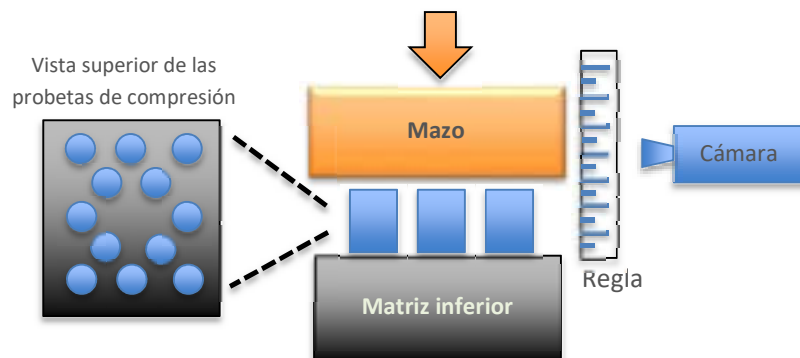 Vista superior de las
probetas de compresión
Mazo
Cámara
Regla
Matriz inferior